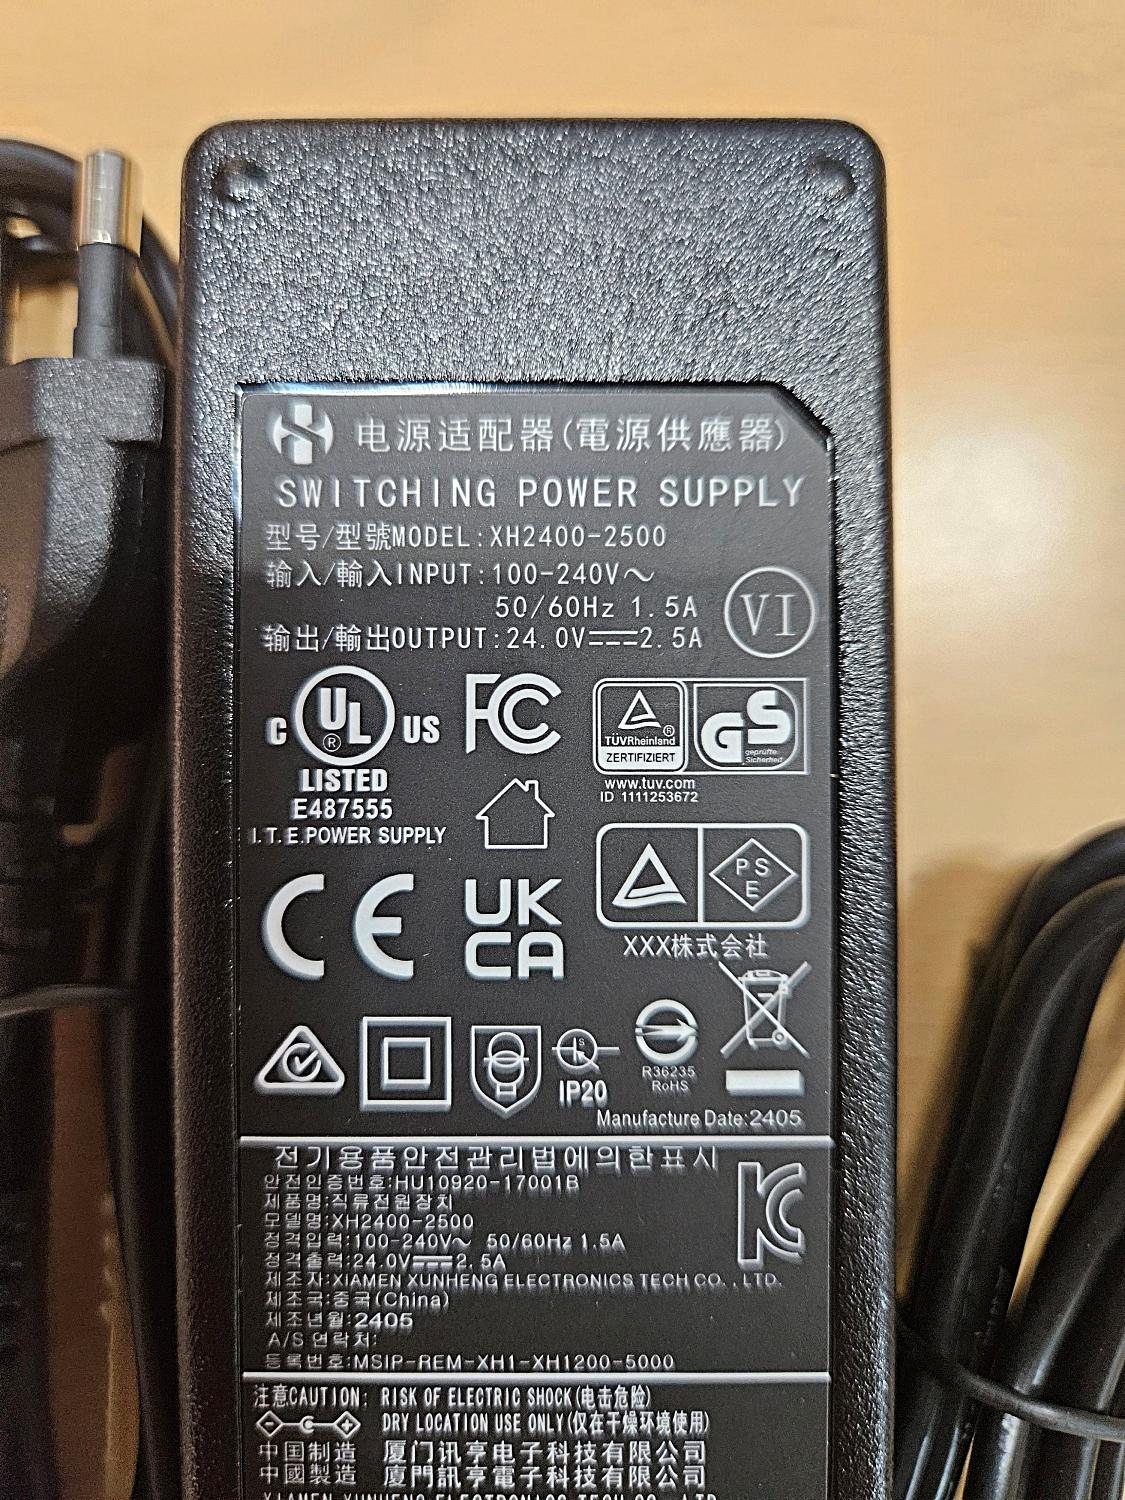 电源适配器(電源供應器)
SWITCHING POWER SUPPLY
型号/型號MODEL:XH2400-2500
输入/輸入INPUT:100-240V~
50/60Hz 1.5A
VI
输出/輸出OUTPUT:24.0V⎓2.5A
C UL ® US
LISTED
E487555
I.T.E.POWER SUPPLY
FC
TÜVRheinland ®
ZERTIFIZIERT
GS
geprüfte
Sicherheit
www.tuv.com
ID 1111253672
CE
UK
CA
PS
E
XXX株式会社
S
IP20
R36235
RoHS
Manufacture Date:2405
전기용품안전관리법에의한표시
안전인증번호:HU10920-17001B
제품명:직류전원장치
모델명:XH2400-2500
정격입력:100-240V~ 50/60Hz 1.5A
정격출력:24.0V⎓2.5A
제조자:XIAMEN XUNHENG ELECTRONICS TECH CO.,LTD.
제조국:중국(China)
제조년월:2405
A/S 연락처:
등록번호:MSIP-REM-XH1-XH1200-5000
KC
注意CAUTION: RISK OF ELECTRIC SHOCK(电击危险)
DRY LOCATION USE ONLY(仅在干燥环境使用)
中国制造 厦门讯亨电子科技有限公司
中國製造 厦門訊亨電子科技有限公司
XIAMEN XUNHENG ELECTRONICS TECH CO.,LTD